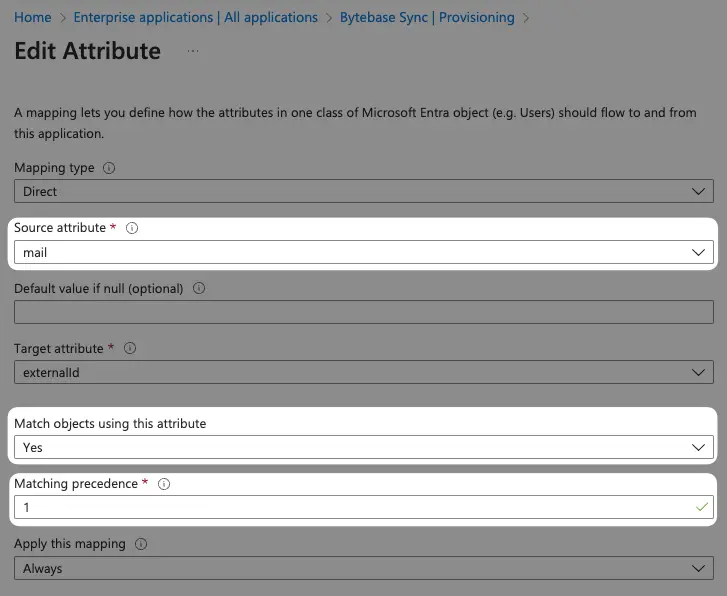 Home > Enterprise applications | All applications > Bytebase Sync | Provisioning >
Edit Attribute ...
A mapping lets you define how the attributes in one class of Microsoft Entra object (e.g. Users) should flow to and from
this application.
Mapping type
Direct
Source attribute *
mail
Default value if null (optional)
Target attribute *
externalId
Match objects using this attribute
Yes
Matching precedence *
1
Apply this mapping
Always